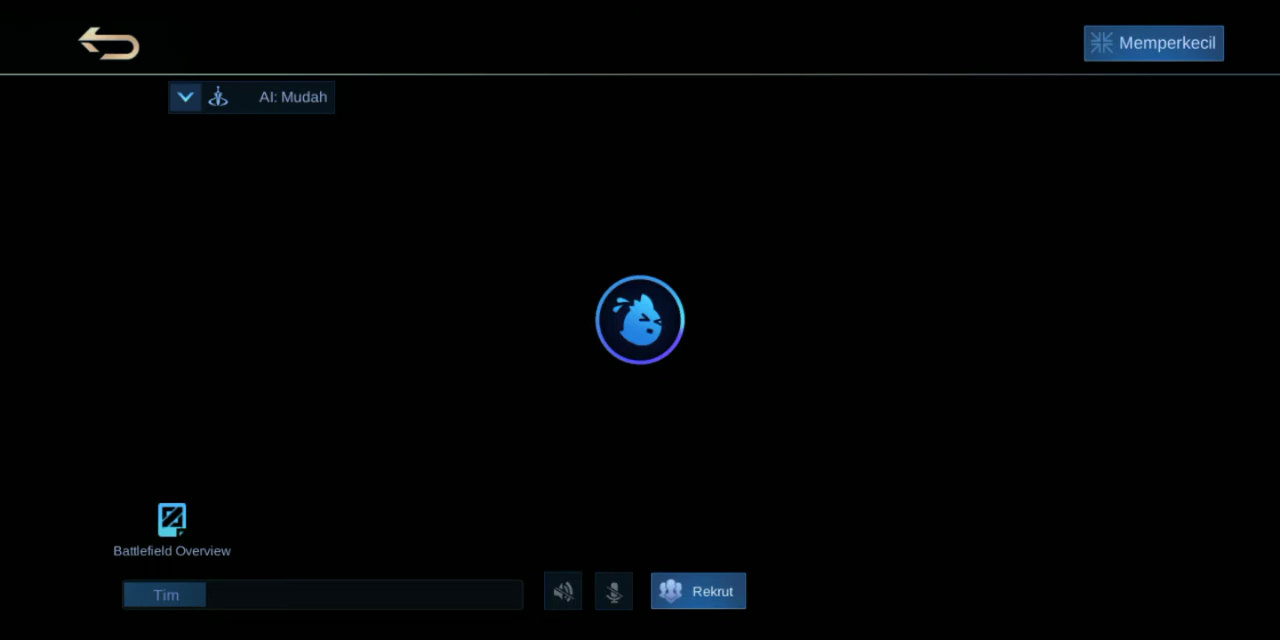 Memperkecil
AI: Mudah
Battlefield Overview
Tim
Rekrut